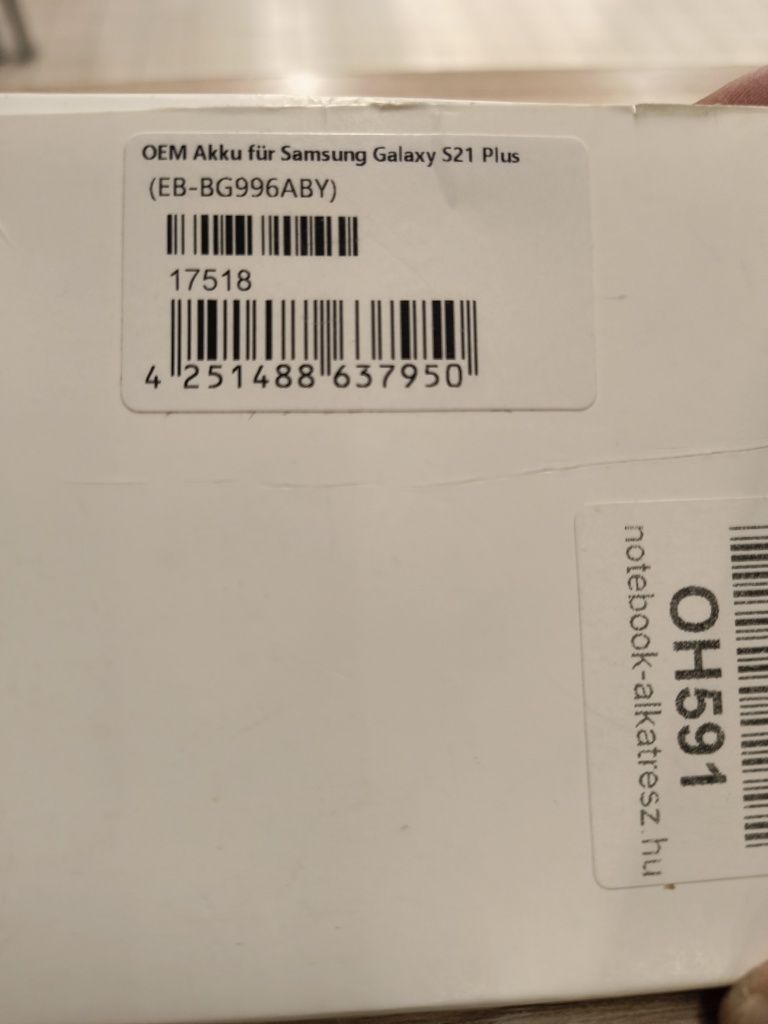 OEM Akku für Samsung Galaxy S21 Plus
(EB-BG996ABY)
17518
4 251488 637950
OH591
notebook-alkatresz.hu